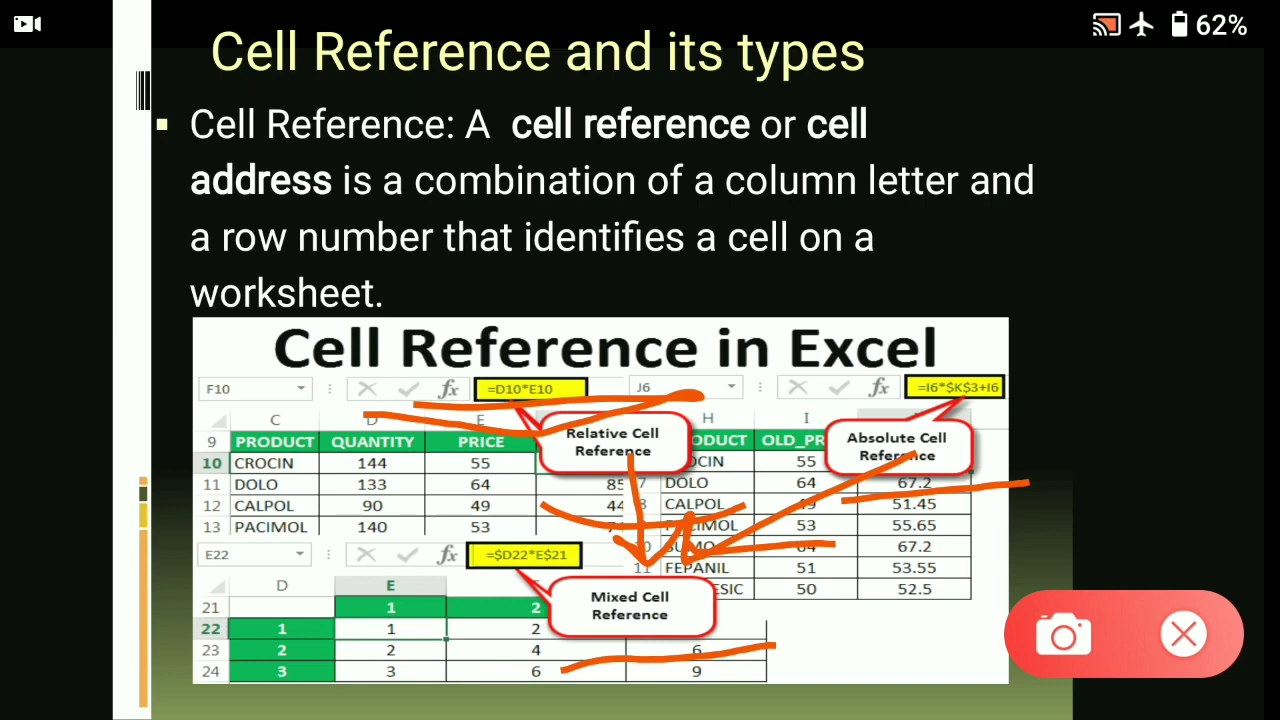 62%
Cell Reference and its types
Cell Reference: A cell reference or cell
address is a combination of a column letter and
a row number that identifies a cell on a
worksheet.
Cell Reference in Excel
F10 fx =D10*E10 J6 fx =I6*$K$3+I6
C D E H I
Relative Cell
Reference
Absolute Cell
Reference
9 PRODUCT QUANTITY PRICE
10 CROCIN 144 55
11 DOLO 133 64
12 CALPOL 90 49
13 PACIMOL 140 53
55
DOLO 64 67.2
CALPOL 49 51.45
PACIMOL 53 55.65
SUMO 64 67.2
11 FEPANIL 51 53.55
50 52.5
E22 fx =$D22*E$21
D E
Mixed Cell
Reference
21 1 2
22 1 1 2
23 2 2 4 6
24 3 3 6 9